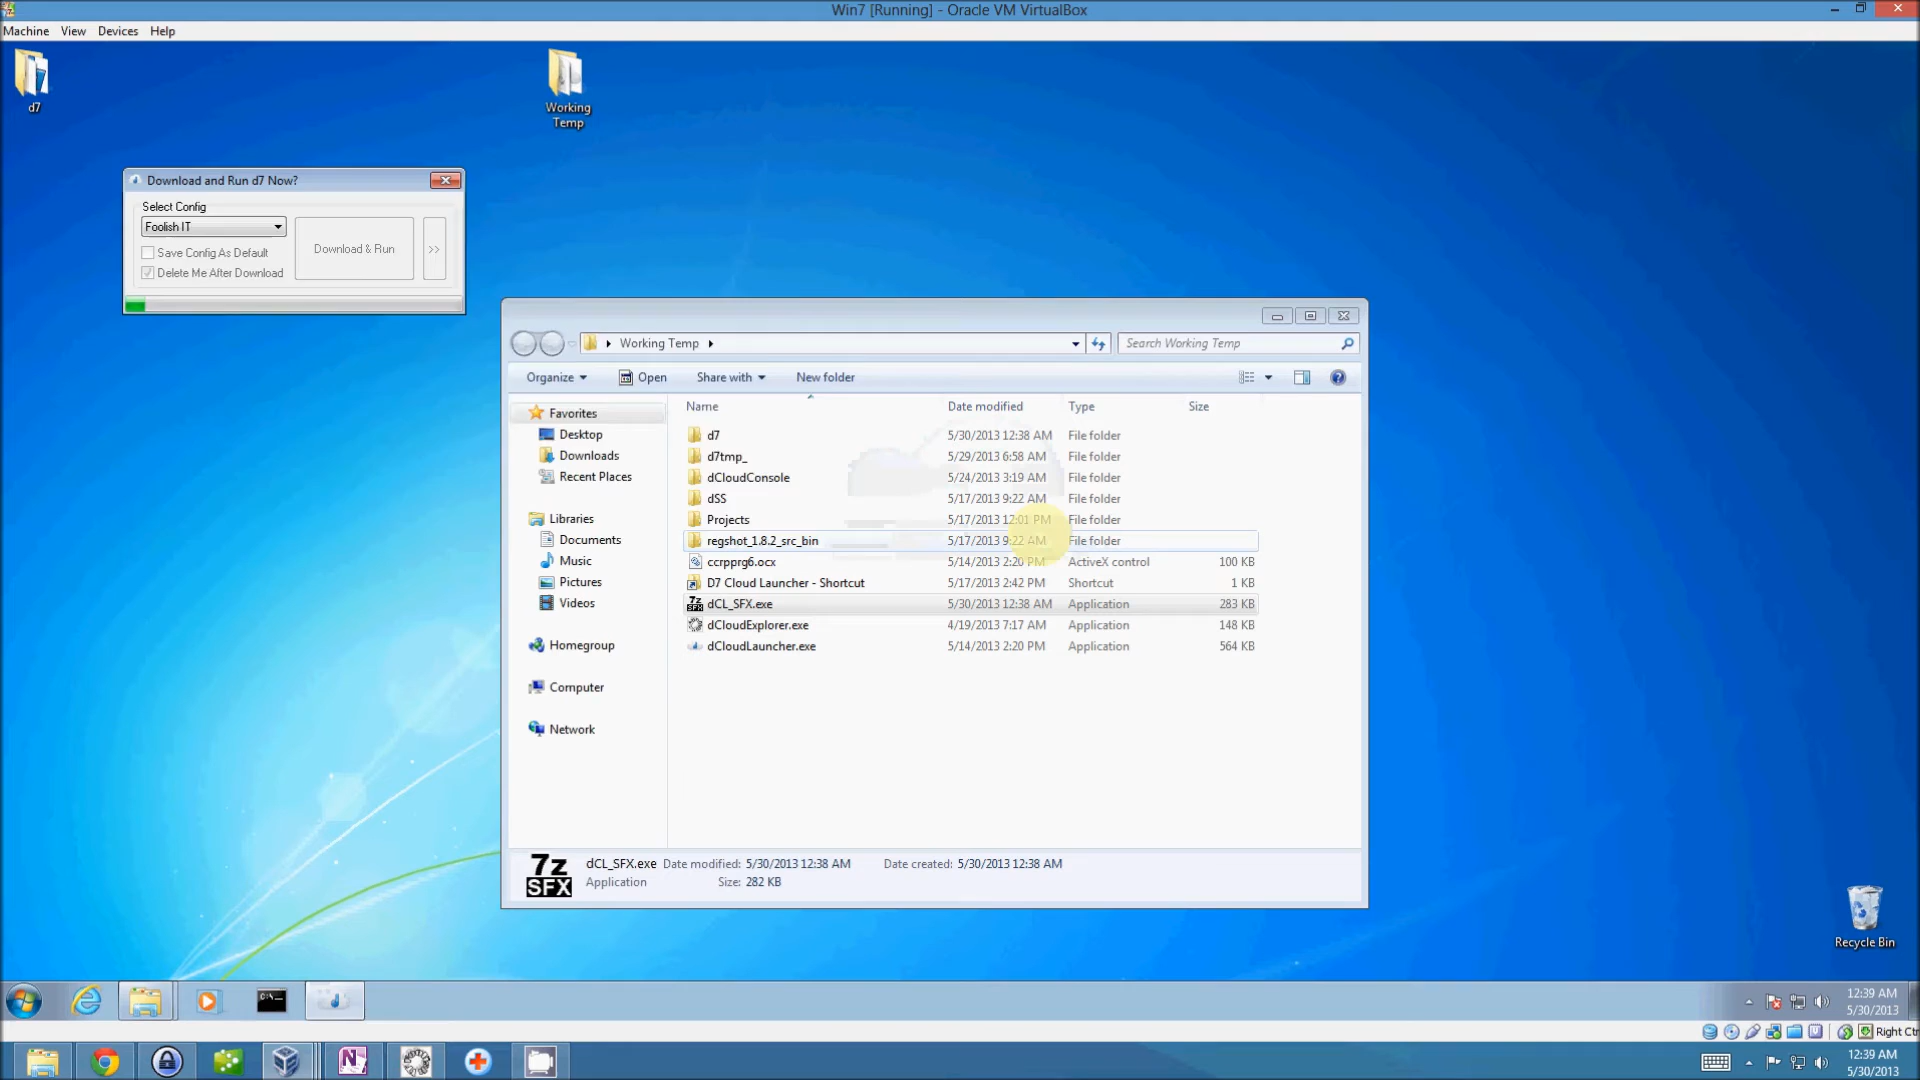 Win7 [Running] - Oracle VM VirtualBox
Machine View Devices Help
d7
Working
Temp
Download and Run d7 Now?
Select Config
Foolish IT
Save Config As Default
Delete Me After Download
Download & Run
>>
Working Temp
Search Working Temp
Organize Open Share with New folder
Name Date modified Type Size
Favorites
Desktop
Downloads
Recent Places
Libraries
Documents
Music
Pictures
Videos
Homegroup
Computer
Network
d7 5/30/2013 12:38 AM File folder
d7tmp_ 5/29/2013 6:58 AM File folder
dCloudConsole 5/24/2013 3:19 AM File folder
dSS 5/17/2013 9:22 AM File folder
Projects 5/17/2013 12:01 PM File folder
regshot_1.8.2_src_bin 5/17/2013 9:22 AM File folder
ccrpprg6.ocx 5/14/2013 2:20 PM ActiveX control 100 KB
D7 Cloud Launcher - Shortcut 5/17/2013 2:42 PM Shortcut 1 KB
dCL_SFX.exe 5/30/2013 12:38 AM Application 283 KB
dCloudExplorer.exe 4/19/2013 7:17 AM Application 148 KB
dCloudLauncher.exe 5/14/2013 2:20 PM Application 564 KB
7z
SFX
dCL_SFX.exe Date modified: 5/30/2013 12:38 AM Date created: 5/30/2013 12:38 AM
Application Size: 282 KB
Recycle Bin
12:39 AM
5/30/2013
Right Ctr
12:39 AM
5/30/2013